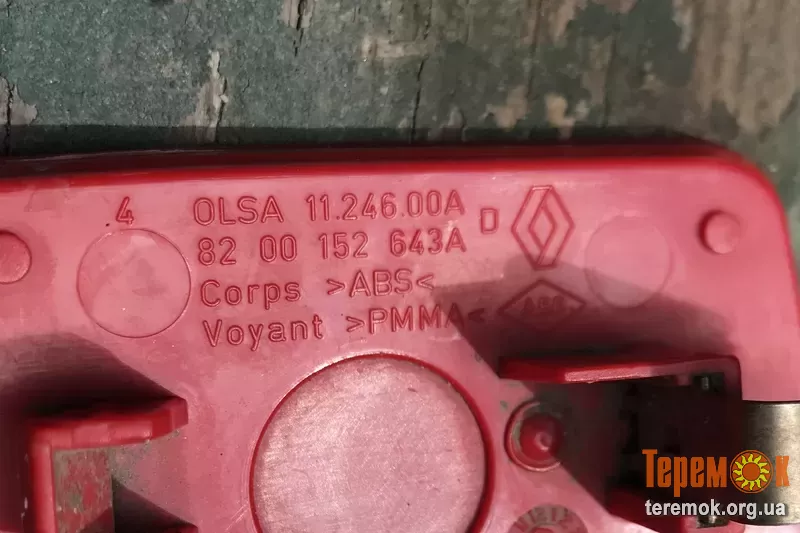 4 OLSA 11.246.00A
82 00 152 643A D
Corps >ABS<
Voyant >PMMA<
Теремок
teremok.org.ua